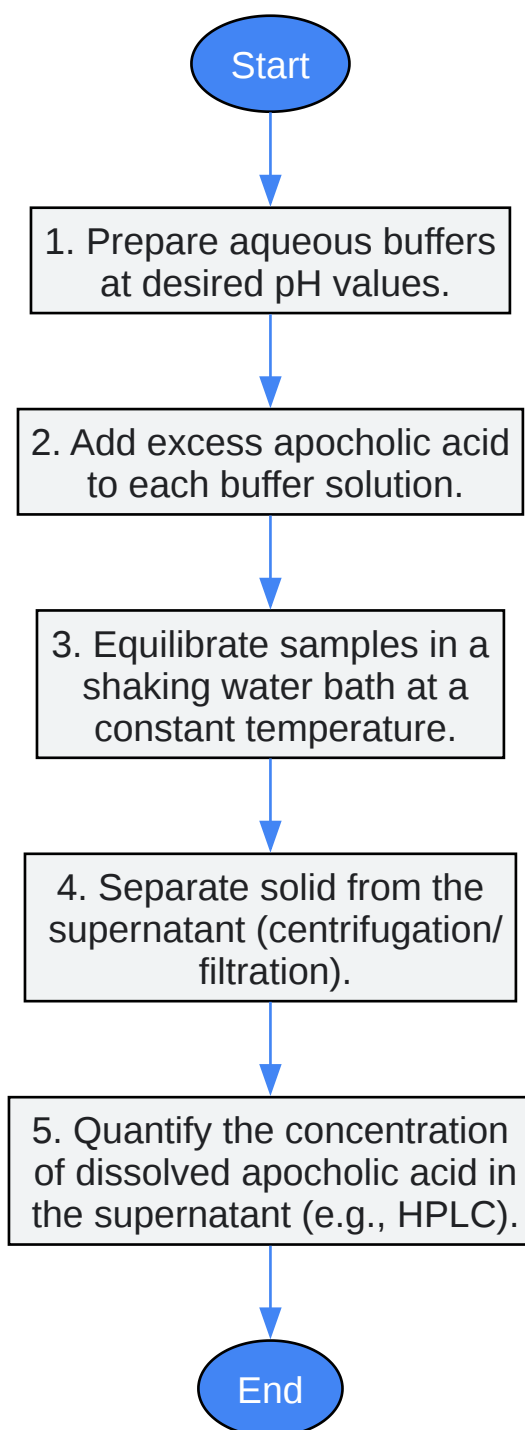 Start
1. Prepare aqueous buffers
at desired pH values.
2. Add excess apocholic acid
to each buffer solution.
3. Equilibrate samples in a
shaking water bath at a
constant temperature.
4. Separate solid from the
supernatant (centrifugation/
filtration).
5. Quantify the concentration
of dissolved apocholic acid in
the supernatant (e.g., HPLC).
End